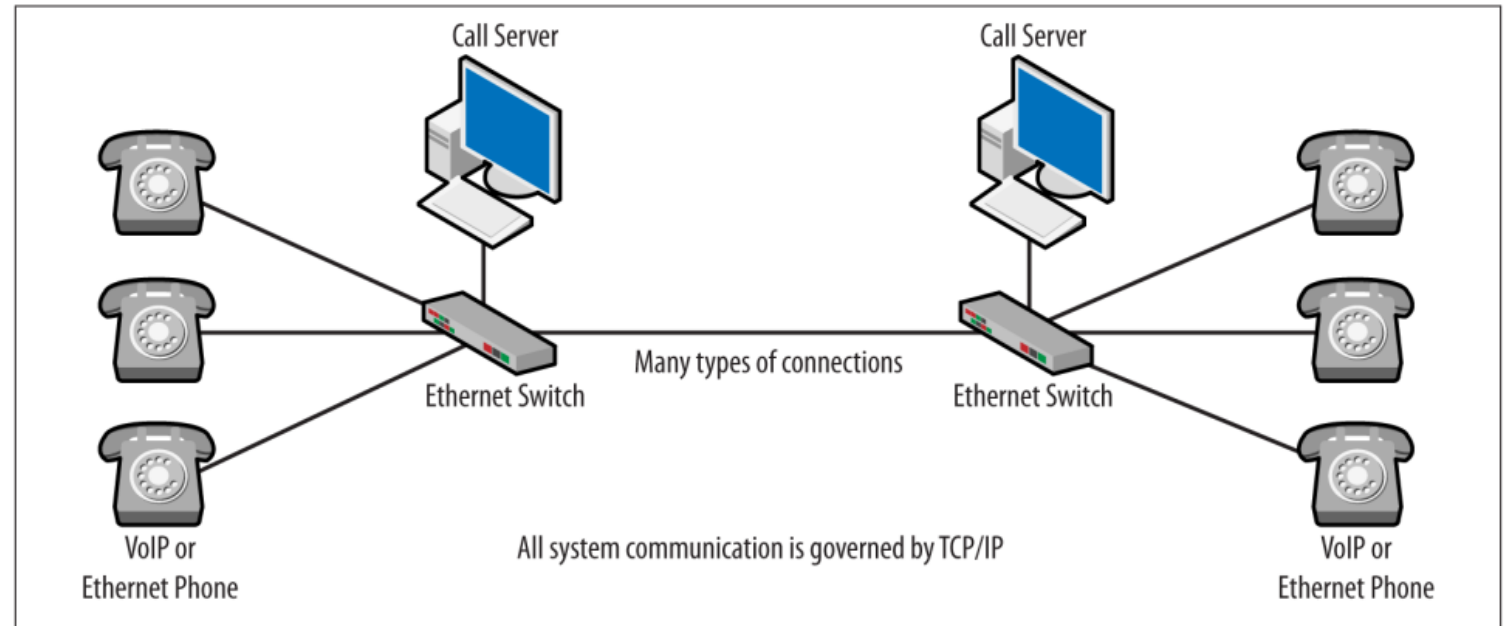 Call Server
Call Server
Many types of connections
Ethernet Switch
Ethernet Switch
VoIP or
Ethernet Phone
All system communication is governed by TCP/IP
VoIP or
Ethernet Phone